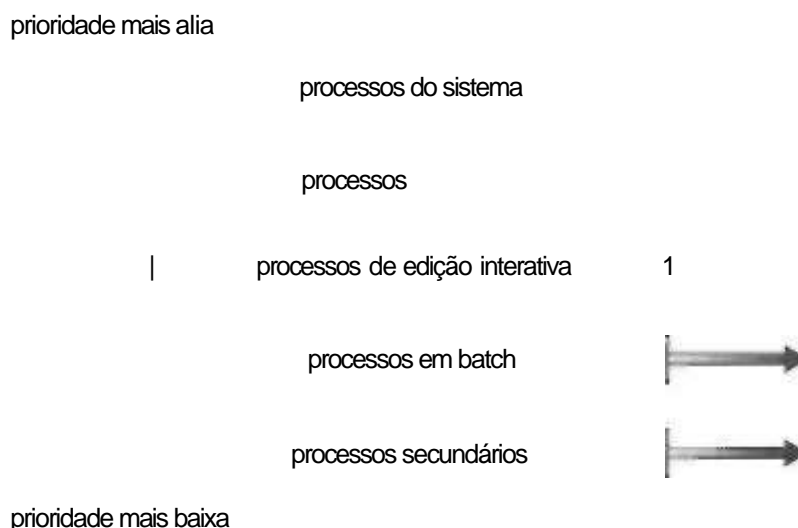 prioridade mais alia
processos do sistema
processos
| processos de edição interativa 1
processos em batch
processos secundários
prioridade mais baixa